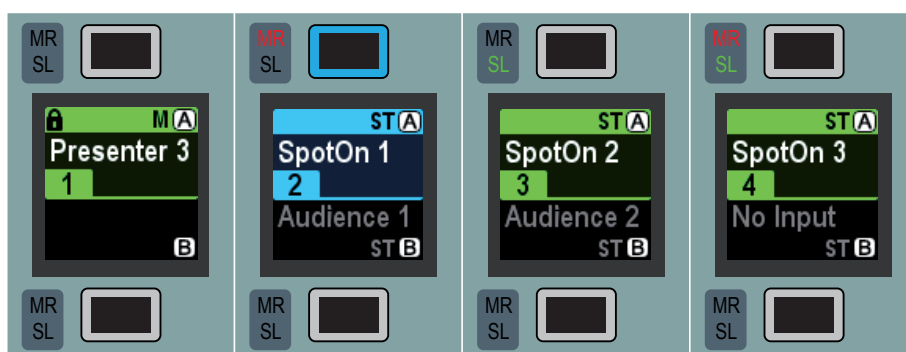 MR
SL
MR
SL
MR
SL
MR
SL
M A
Presenter 3
1
B
ST A
SpotOn 1
2
Audience 1
ST B
ST A
SpotOn 2
3
Audience 2
ST B
ST A
SpotOn 3
4
No Input
ST B
MR
SL
MR
SL
MR
SL
MR
SL